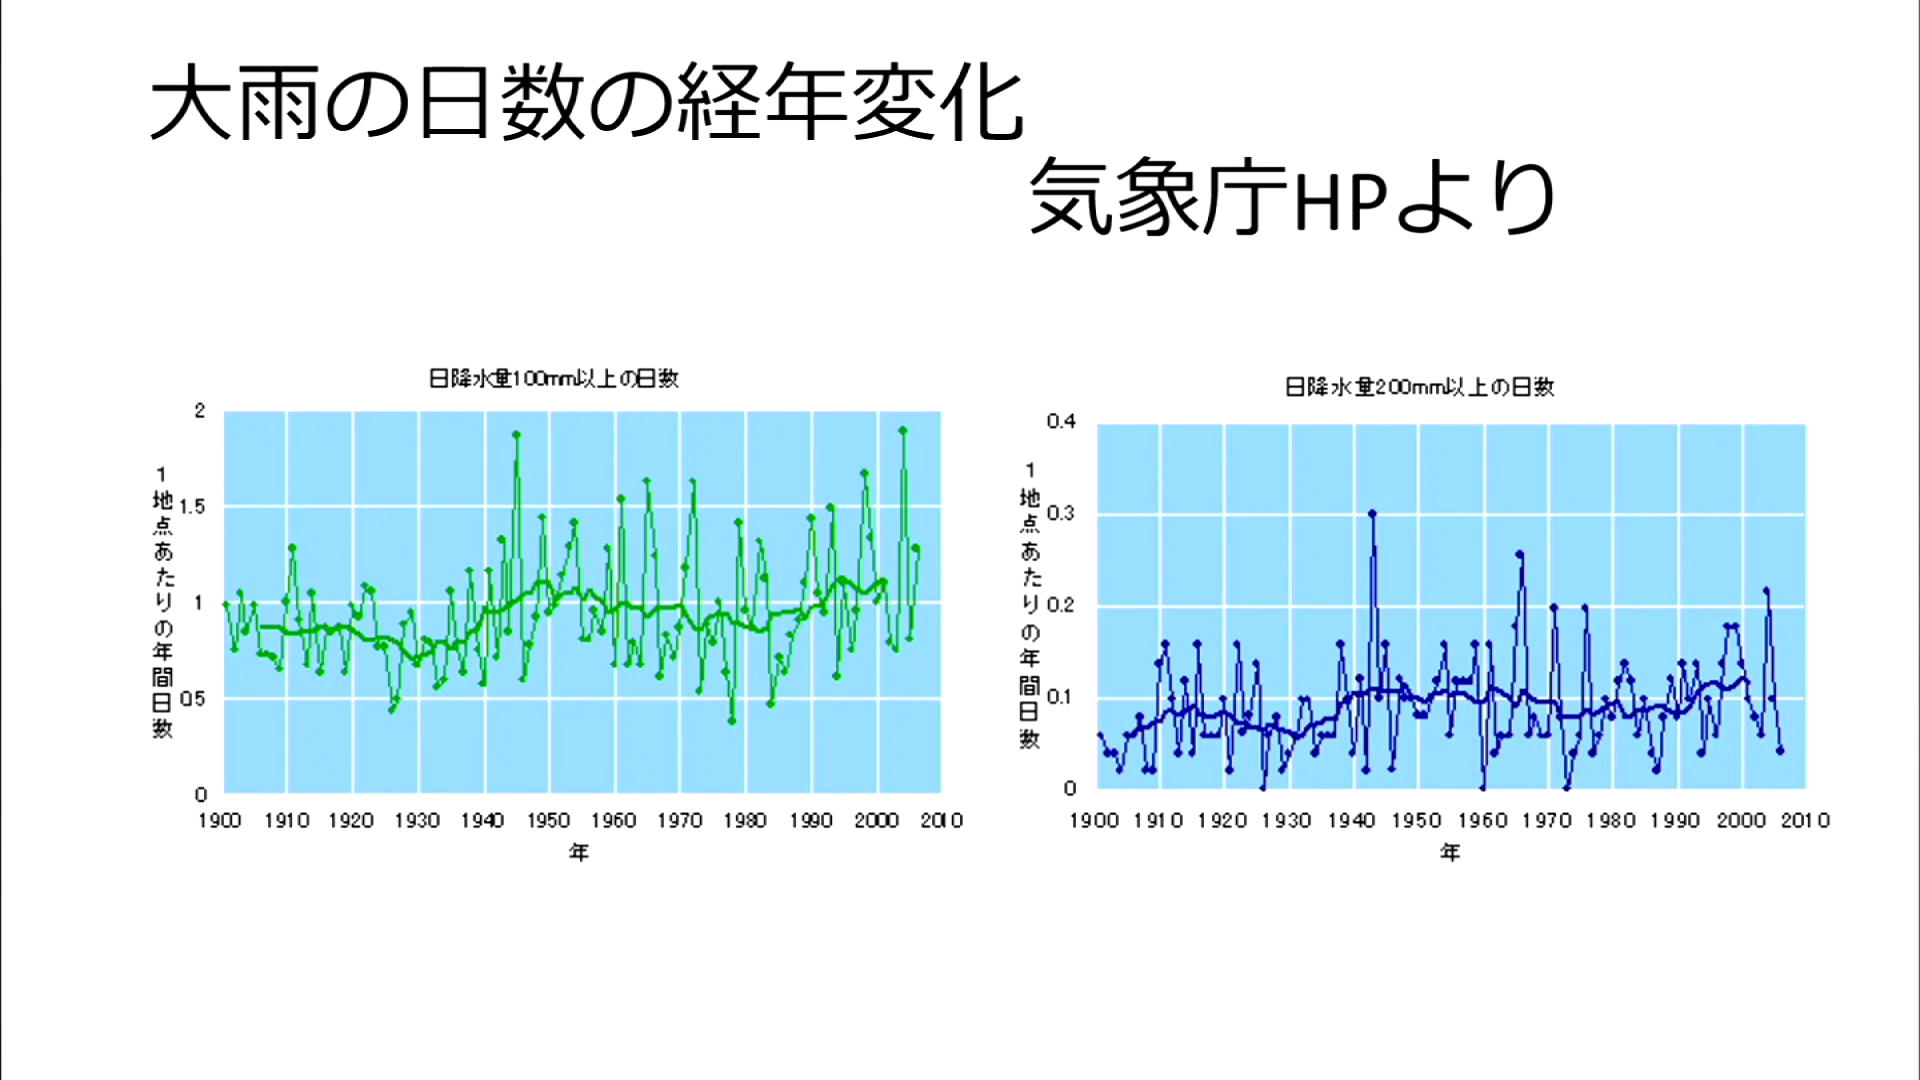 大雨の日数の経年変化
気象庁HPより
日降水量100mm以上の日数
1地点あたりの年間日数
2
1.5
1
0.5
0
1900 1910 1920 1930 1940 1950 1960 1970 1980 1990 2000 2010
年
日降水量200mm以上の日数
1地点あたりの年間日数
0.4
0.3
0.2
0.1
0
1900 1910 1920 1930 1940 1950 1960 1970 1980 1990 2000 2010
年